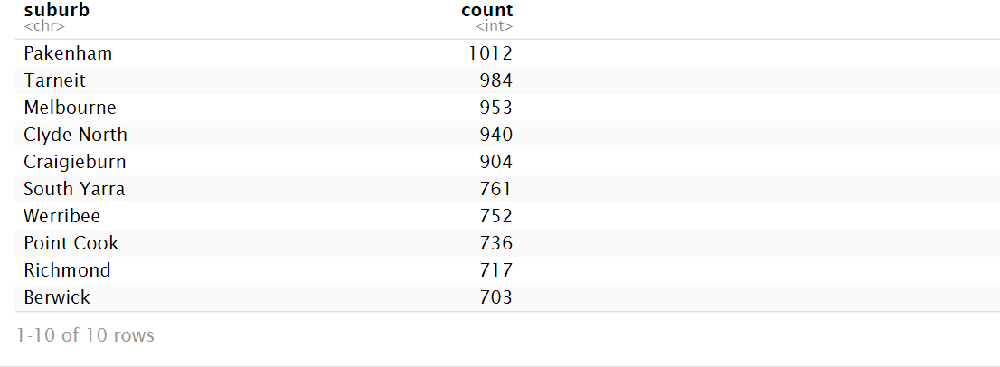 suburb count
<chr> <int>
Pakenham 1012
Tarneit 984
Melbourne 953
Clyde North 940
Craigieburn 904
South Yarra 761
Werribee 752
Point Cook 736
Richmond 717
Berwick 703
1-10 of 10 rows